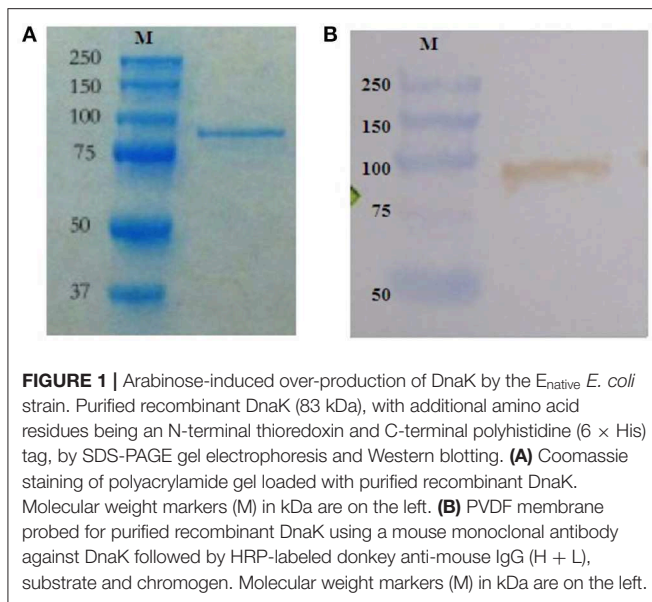 A
M
250
150
100
75
50
37
B
M
250
150
100
75
50
FIGURE 1 | Arabinose-induced over-production of DnaK by the Enative E. coli
strain. Purified recombinant DnaK (83 kDa), with additional amino acid
residues being an N-terminal thioredoxin and C-terminal polyhistidine (6 × His)
tag, by SDS-PAGE gel electrophoresis and Western blotting. (A) Coomassie
staining of polyacrylamide gel loaded with purified recombinant DnaK.
Molecular weight markers (M) in kDa are on the left. (B) PVDF membrane
probed for purified recombinant DnaK using a mouse monoclonal antibody
against DnaK followed by HRP-labeled donkey anti-mouse IgG (H + L),
substrate and chromogen. Molecular weight markers (M) in kDa are on the left.